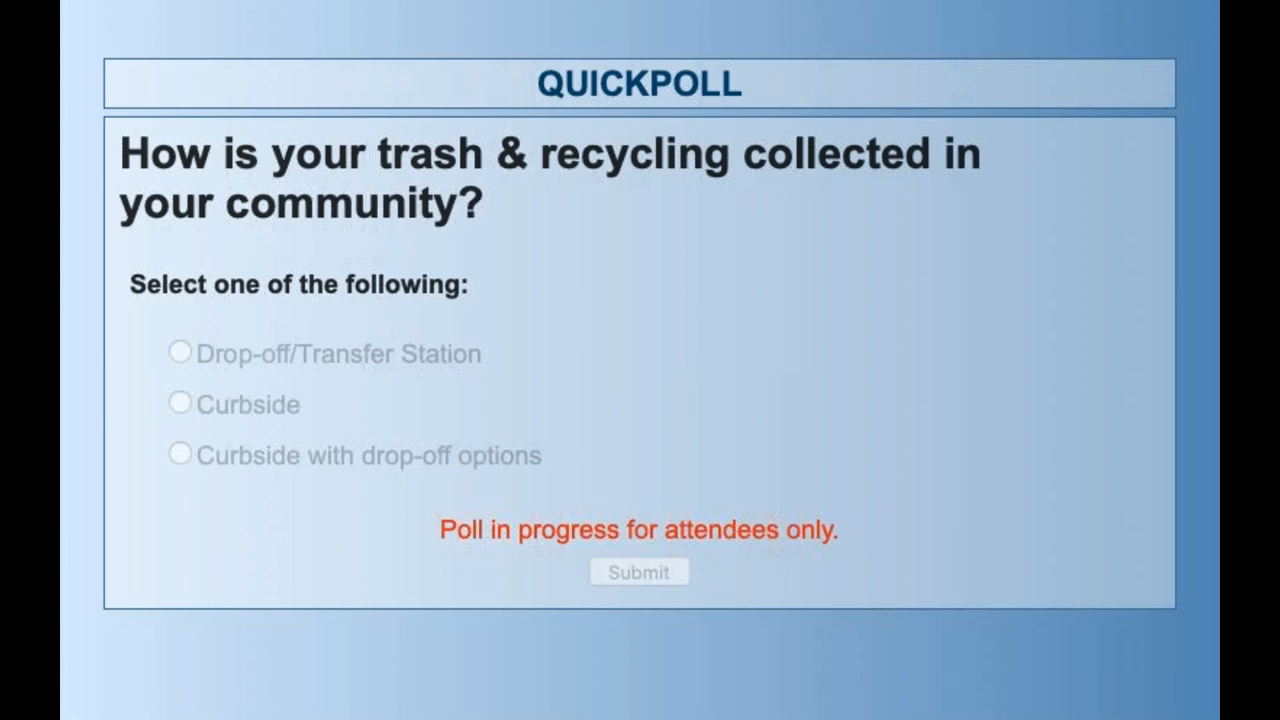 QUICKPOLL
How is your trash & recycling collected in
your community?
Select one of the following:
Drop-off/Transfer Station
Curbside
Curbside with drop-off options
Poll in progress for attendees only.
Submit